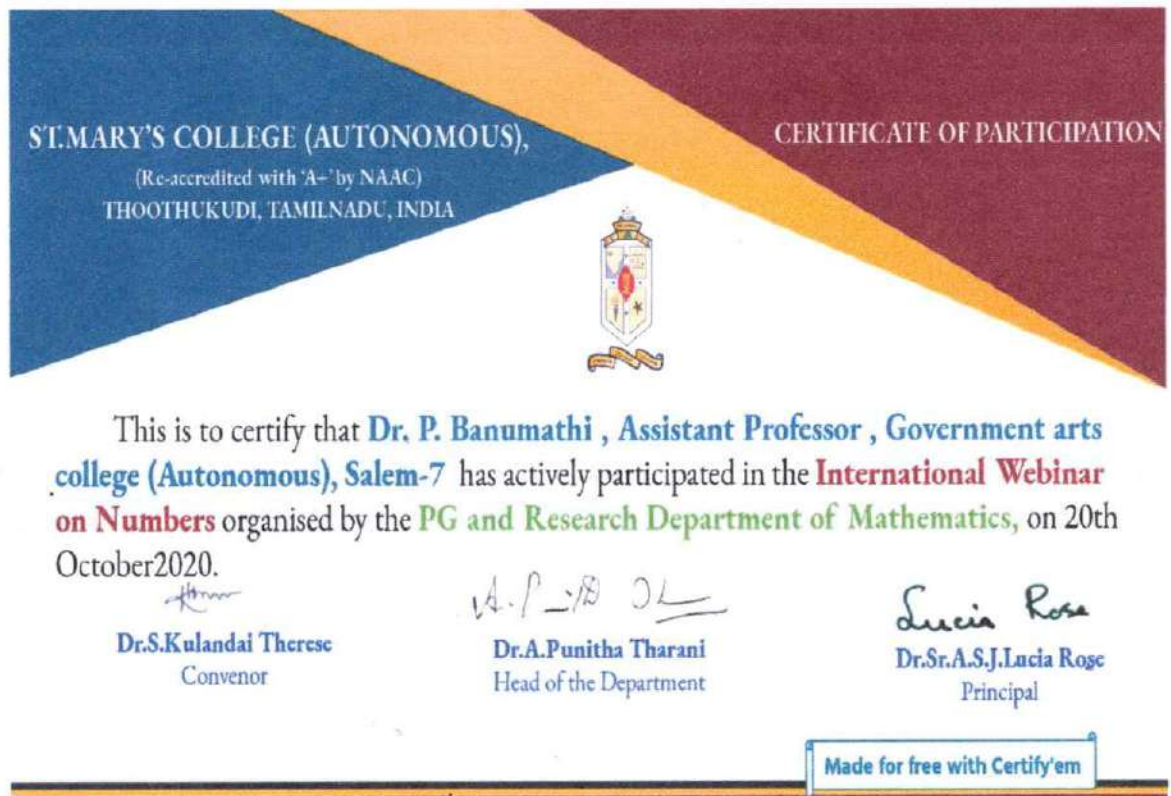 ST.MARY'S COLLEGE (AUTONOMOUS),
(Re-accredited with 'A+' by NAAC)
THOOTHUKUDI, TAMILNADU, INDIA
CERTIFICATE OF PARTICIPATION
This is to certify that Dr. P. Banumathi , Assistant Professor , Government arts
college (Autonomous), Salem-7 has actively participated in the International Webinar
on Numbers organised by the PG and Research Department of Mathematics, on 20th
October2020.
Lucia Rose
Dr.S.Kulandai Therese
Convenor
Dr.A.Punitha Tharani
Head of the Department
Dr.Sr.A.S.J.Lucia Rose
Principal
Made for free with Certify'em